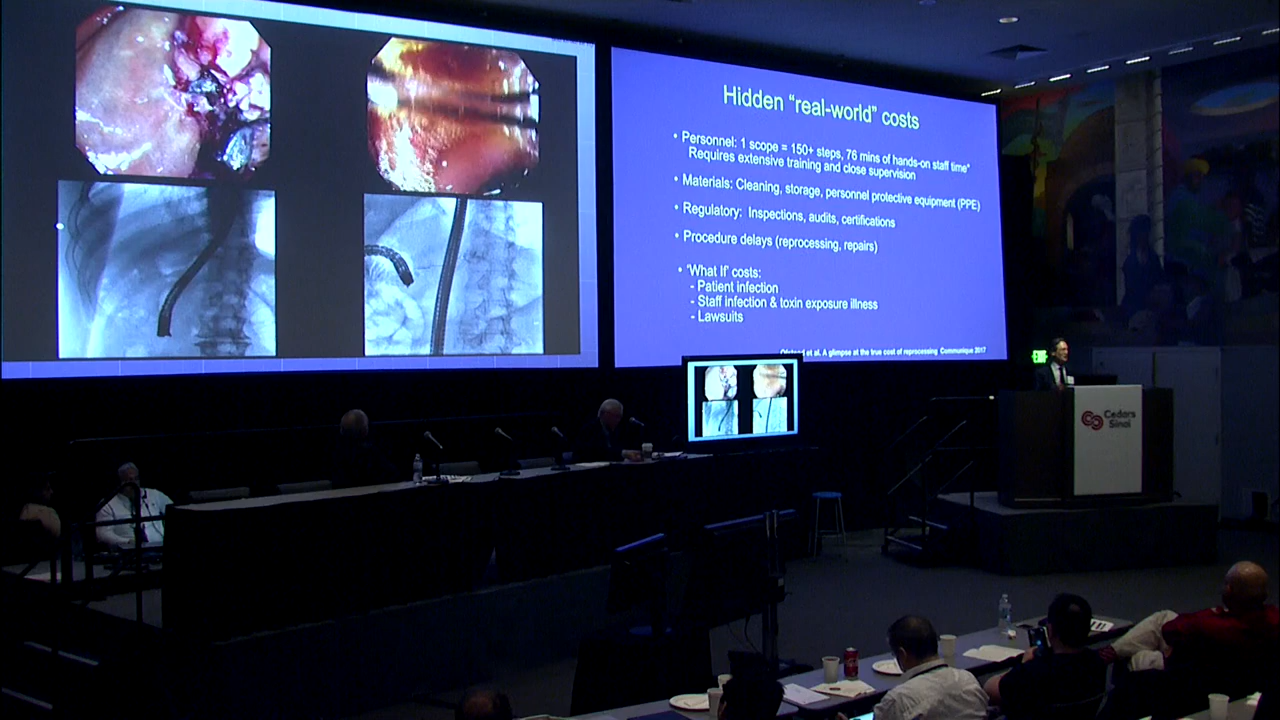 Hidden “real-world” costs
• Personnel: 1 scope = 150+ steps, 76 mins of hands-on staff time*
Requires extensive training and close supervision
• Materials: Cleaning, storage, personnel protective equipment (PPE)
• Regulatory: Inspections, audits, certifications
• Procedure delays (reprocessing, repairs)
• “What If” costs:
- Patient infection
- Staff infection & toxin exposure illness
- Lawsuits
et al. A glimpse at the true cost of reprocessing Communique 2017
Cedars
Sinai